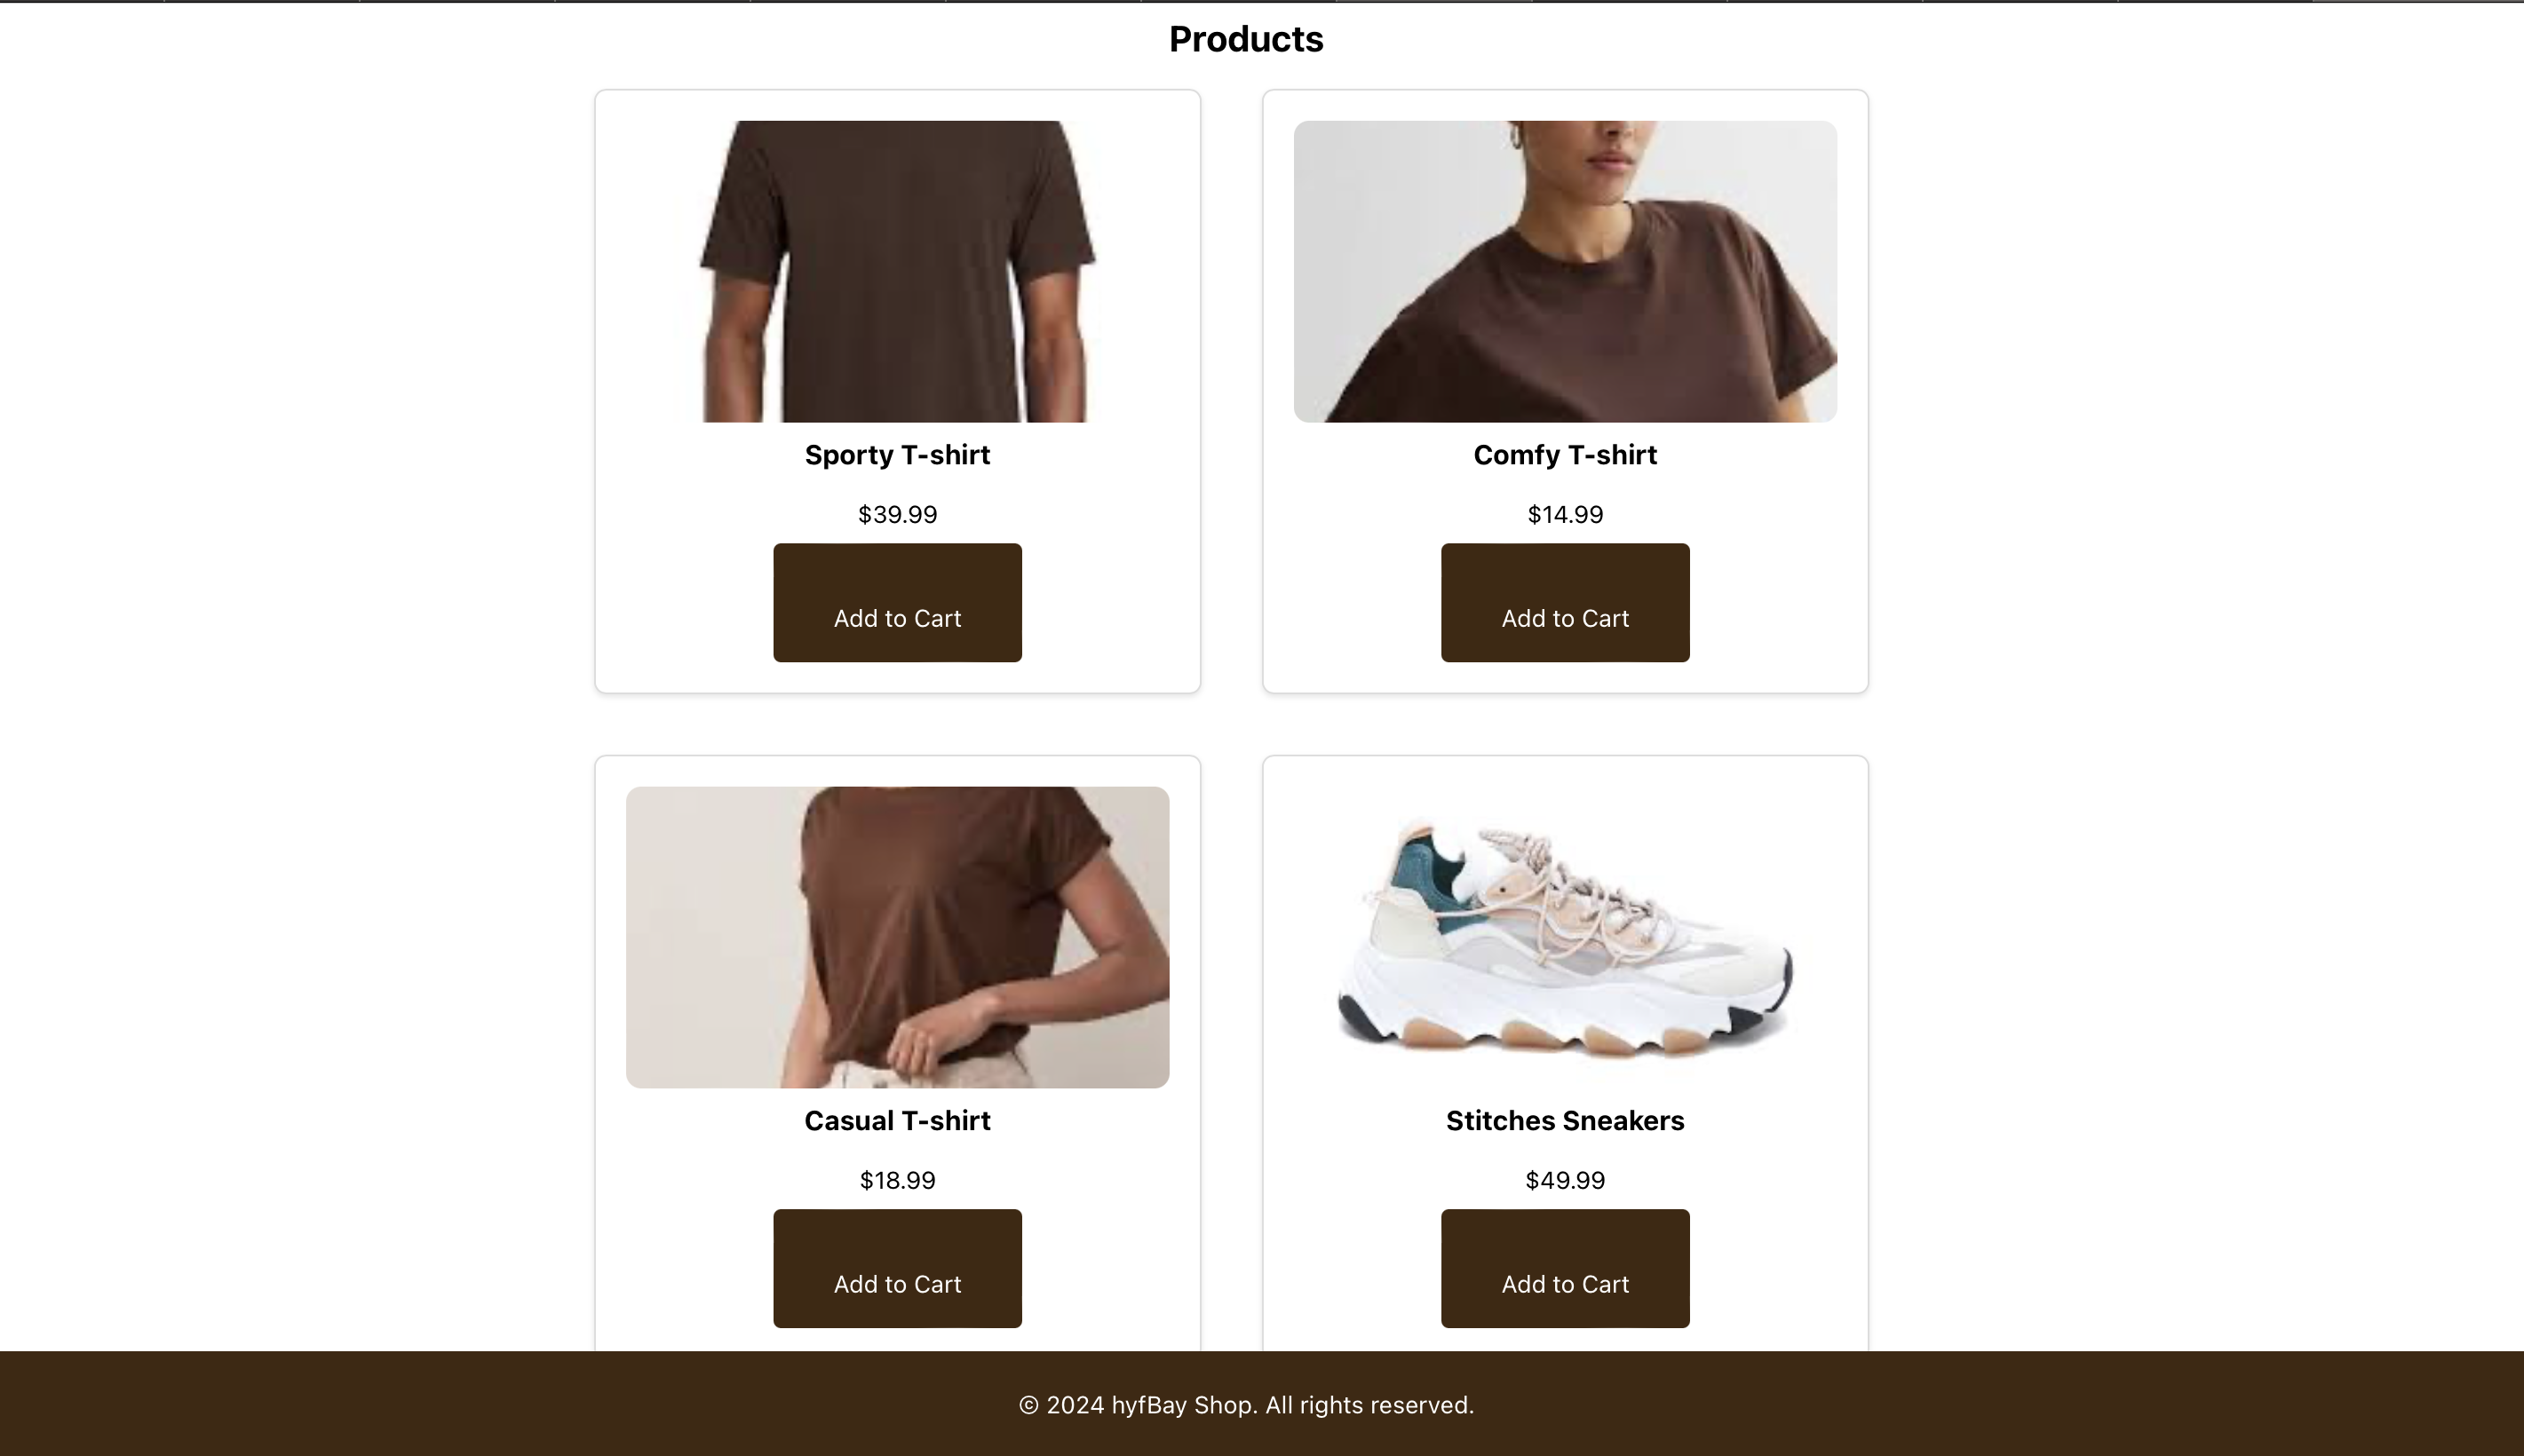 Products
Sporty T-shirt
$39.99
Add to Cart
Comfy T-shirt
$14.99
Add to Cart
Casual T-shirt
$18.99
Add to Cart
Stitches Sneakers
$49.99
Add to Cart
© 2024 hyfBay Shop. All rights reserved.